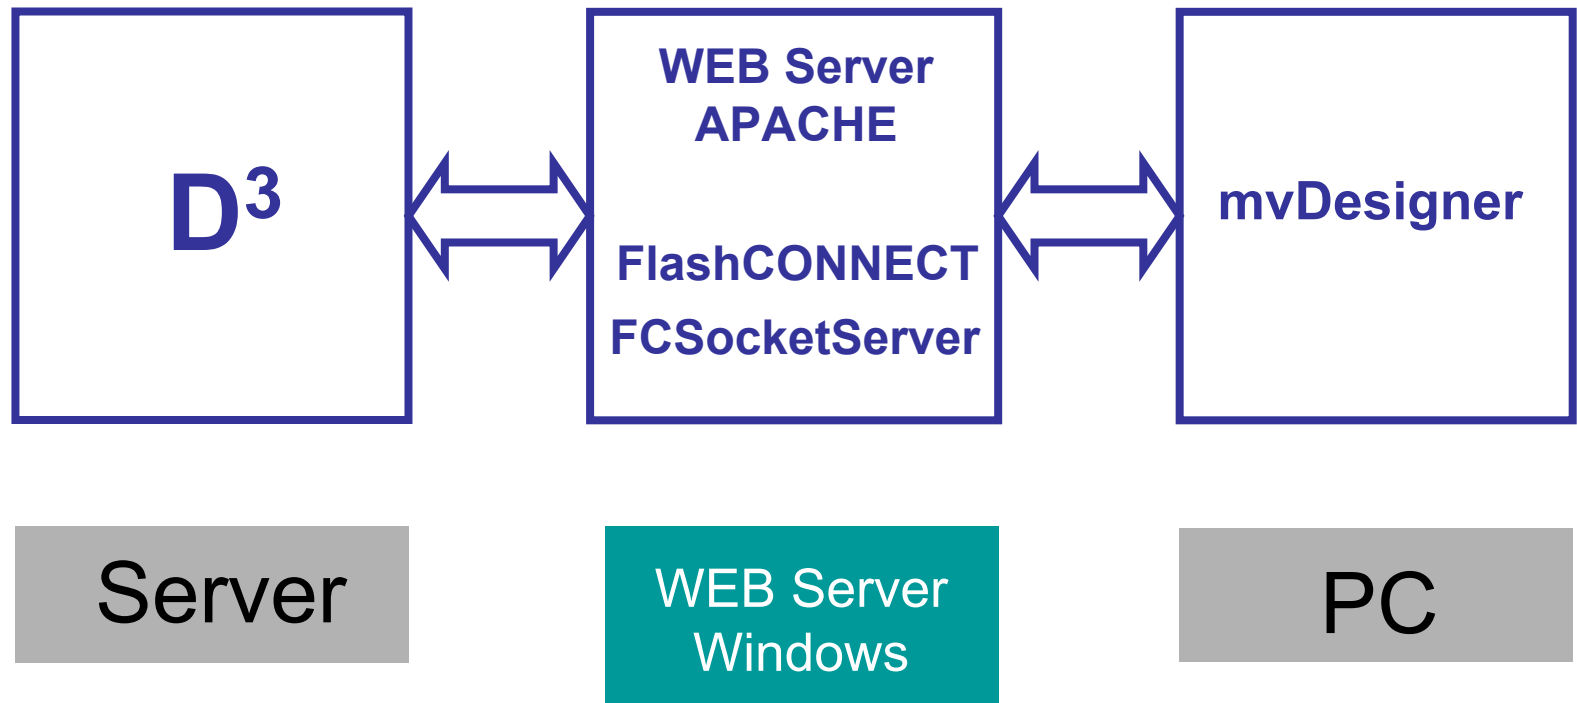 D³
WEB Server
APACHE
FlashCONNECT
FCSocketServer
mvDesigner
Server
WEB Server
Windows
PC